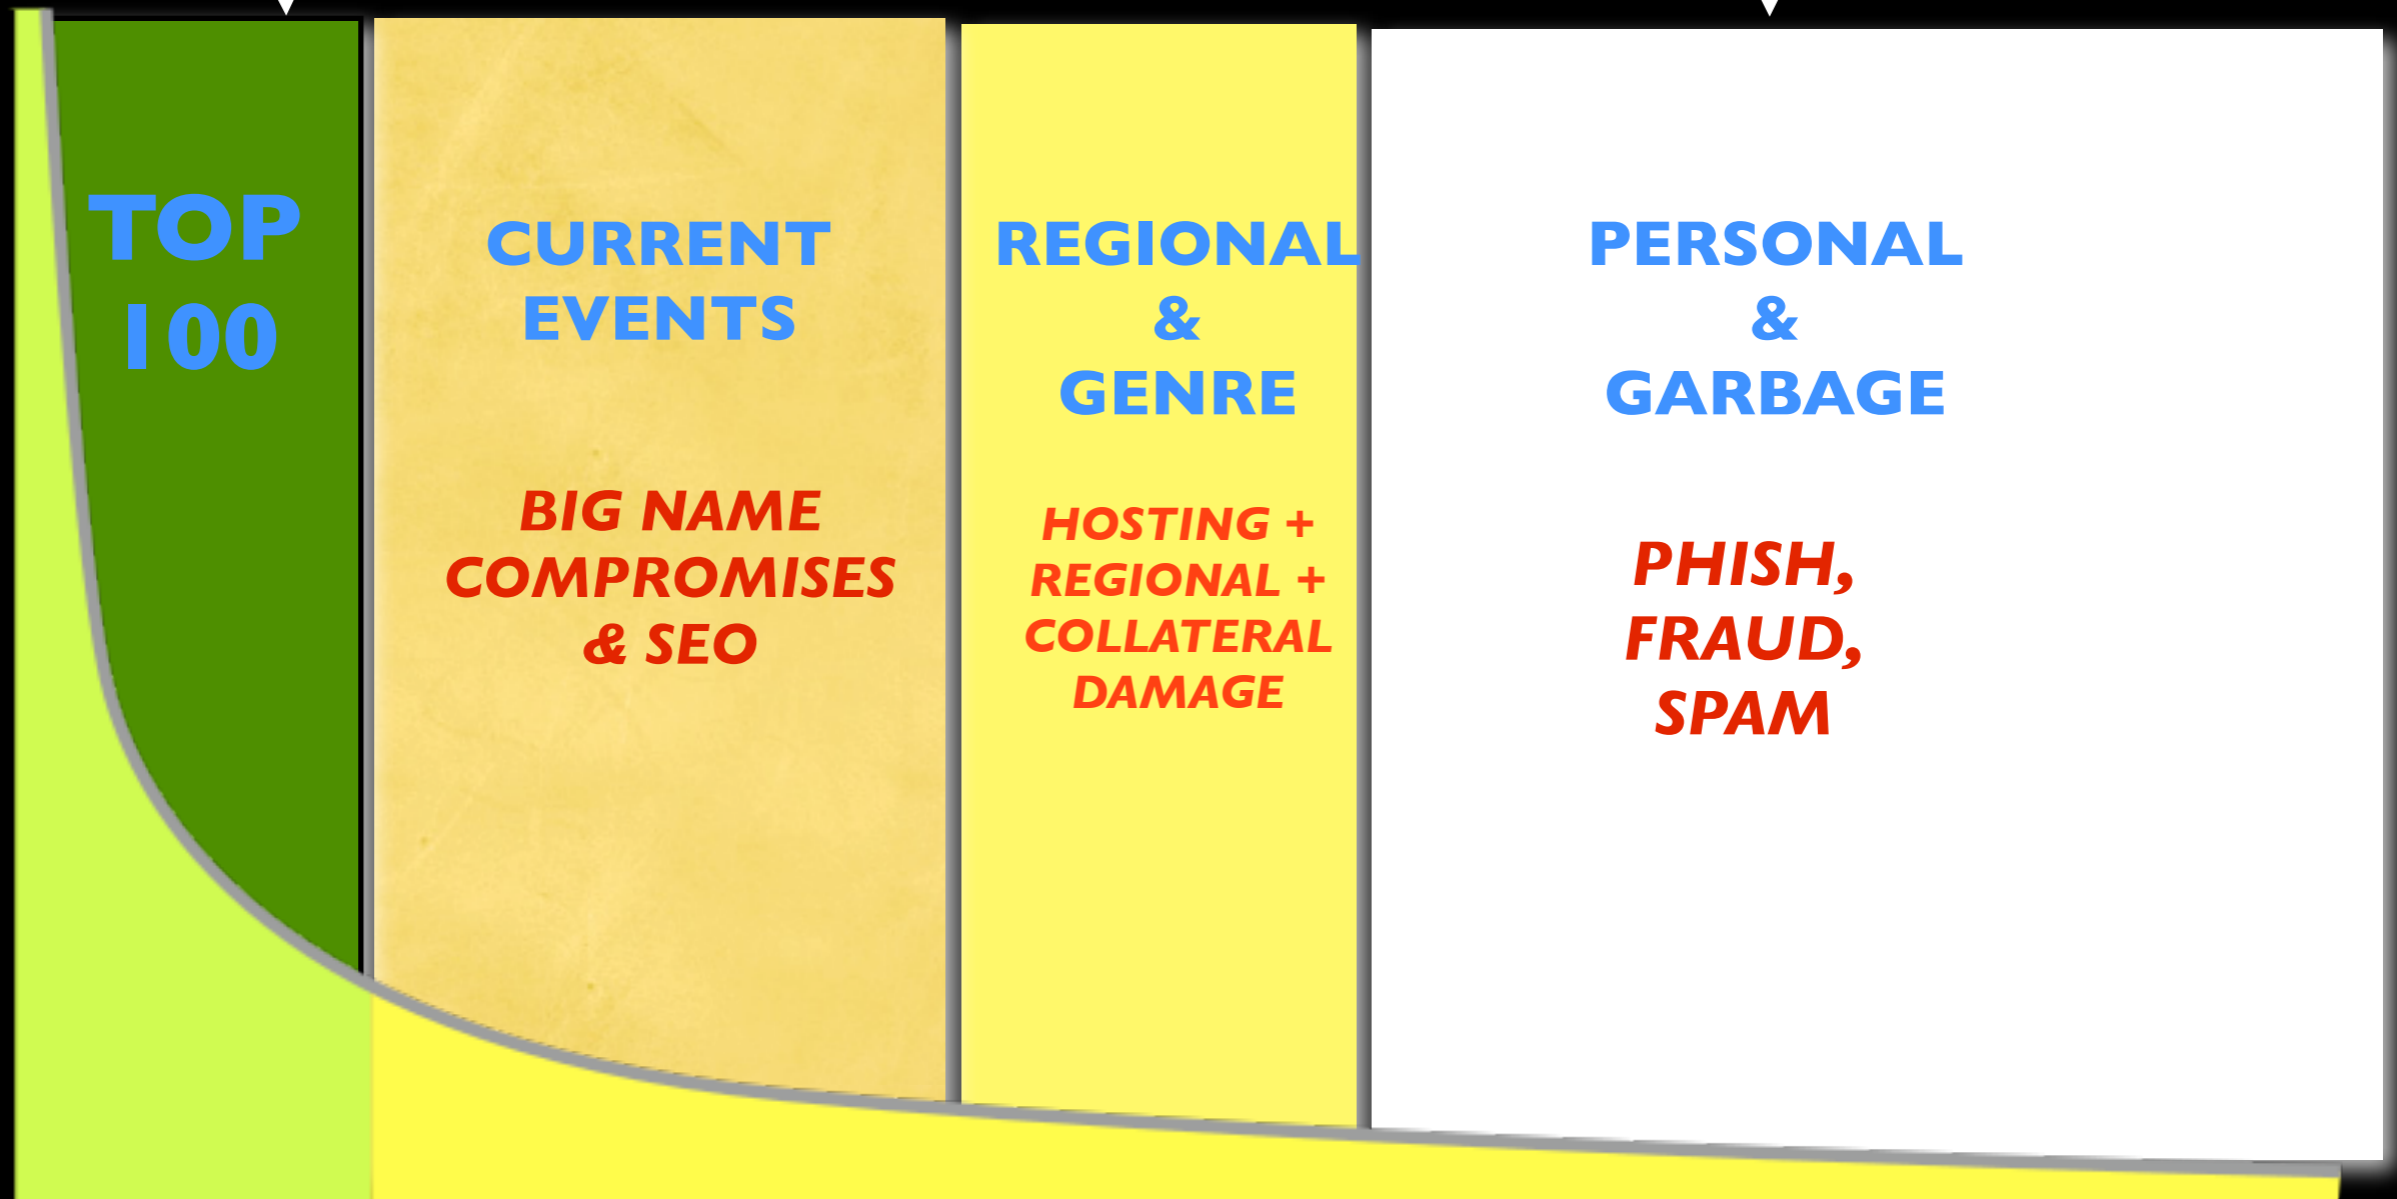 TOP
100
CURRENT
EVENTS
BIG NAME
COMPROMISES
& SEO
REGIONAL
&
GENRE
HOSTING +
REGIONAL +
COLLATERAL
DAMAGE
PERSONAL
&
GARBAGE
PHISH,
FRAUD,
SPAM